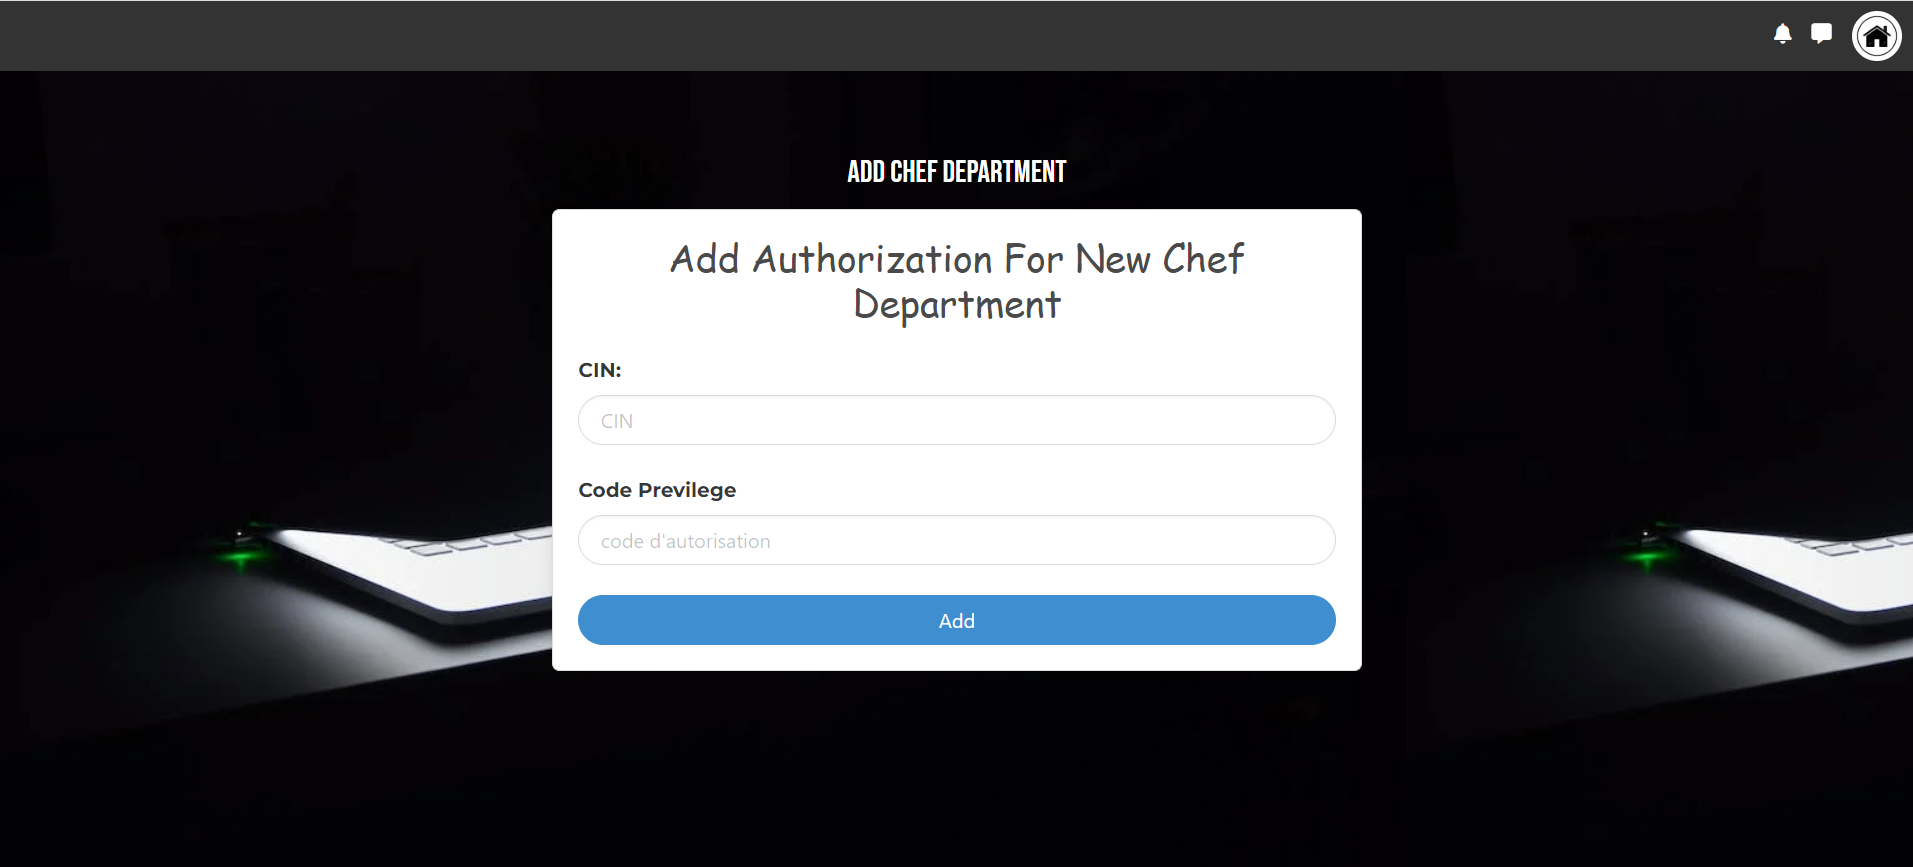 ADD CHEF DEPARTMENT
Add Authorization For New Chef
Department
CIN:
CIN
Code Previlege
code d'autorisation
Add